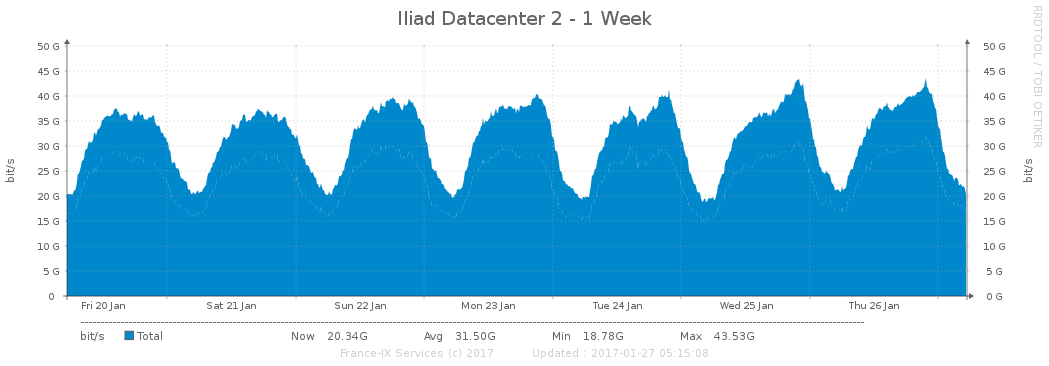 Iliad Datacenter 2 - 1 Week
RRDTOOL / TOBI OETIKER
50 G 50 G
45 G 45 G
40 G 40 G
35 G 35 G
30 G 30 G
25 G 25 G
20 G 20 G
15 G 15 G
10 G 10 G
5 G 5 G
0 0 G
bit/s bit/s
Fri 20 Jan Sat 21 Jan Sun 22 Jan Mon 23 Jan Tue 24 Jan Wed 25 Jan Thu 26 Jan
bit/s Total Now 20.34G Avg 31.50G Min 18.78G Max 43.53G
France-IX Services (c) 2017 Updated : 2017-01-27 05:15:08